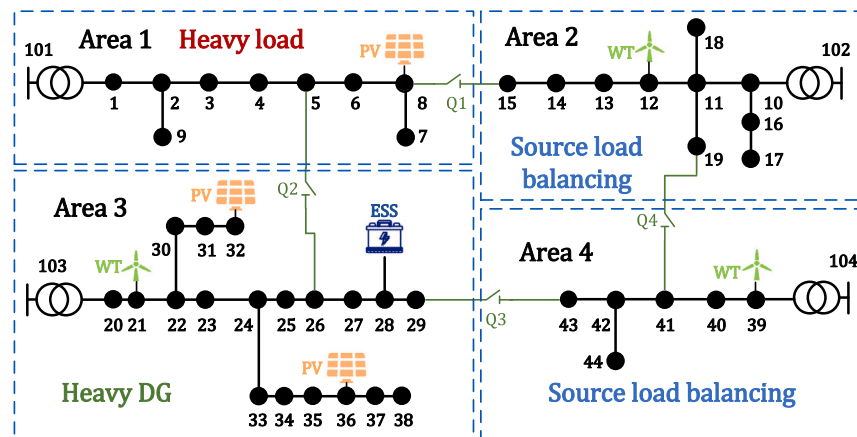 Area 1
Heavy load
101
PV
1
2
3
4
5
6
8
9
7
Q1
Area 2
WT
18
102
15
14
13
12
11
10
16
17
19
Source load
balancing
Q2
Area 3
PV
30
31
32
ESS
103
WT
20
21
22
23
24
25
26
27
28
29
PV
33
34
35
36
37
38
Heavy DG
Q4
Area 4
WT
104
Q3
43
42
41
40
39
44
Source load balancing